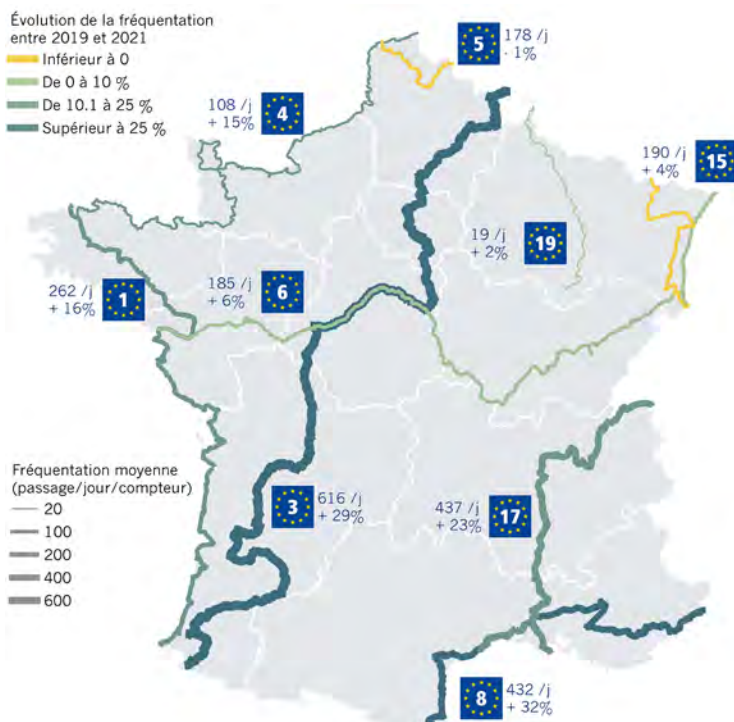 Évolution de la fréquentation
entre 2019 et 2021
Inférieur à 0
De 0 à 10 %
De 10.1 à 25 %
Supérieur à 25 %
5
178 /j
- 1%
4
108 /j
+ 15%
15
190 /j
+ 4%
19
19 /j
+ 2%
1
262 /j
+ 16%
6
185 /j
+ 6%
3
616 /j
+ 29%
17
437 /j
+ 23%
8
432 /j
+ 32%
Fréquentation moyenne
(passage/jour/compteur)
20
100
200
400
600